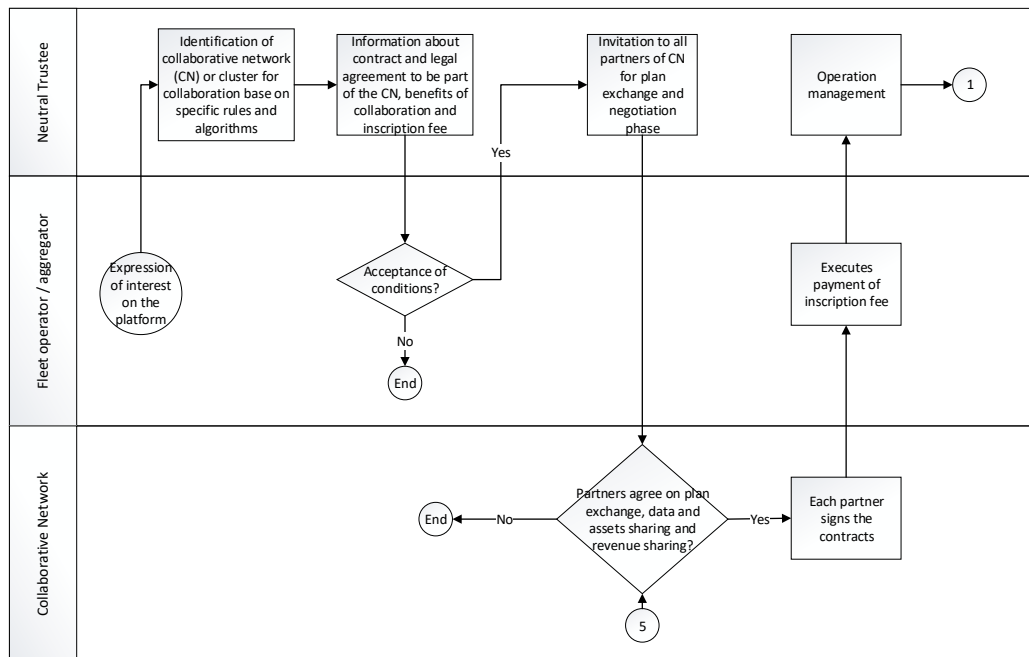 Neutral Trustee
Identification of
collaborative network
(CN) or cluster for
collaboration base on
specific rules and
algorithms
Information about
contract and legal
agreement to be part
of the CN, benefits of
collaboration and
inscription fee
Invitation to all
partners of CN
for plan
exchange and
negotiation
phase
Operation
management
1
Yes
Fleet operator / aggregator
Expression
of interest
on the
platform
Acceptance of
conditions?
No
End
Executes
payment of
inscription fee
Collaborative Network
End
No
Partners agree on plan
exchange, data and
assets sharing and
revenue sharing?
Yes
Each partner
signs the
contracts
5